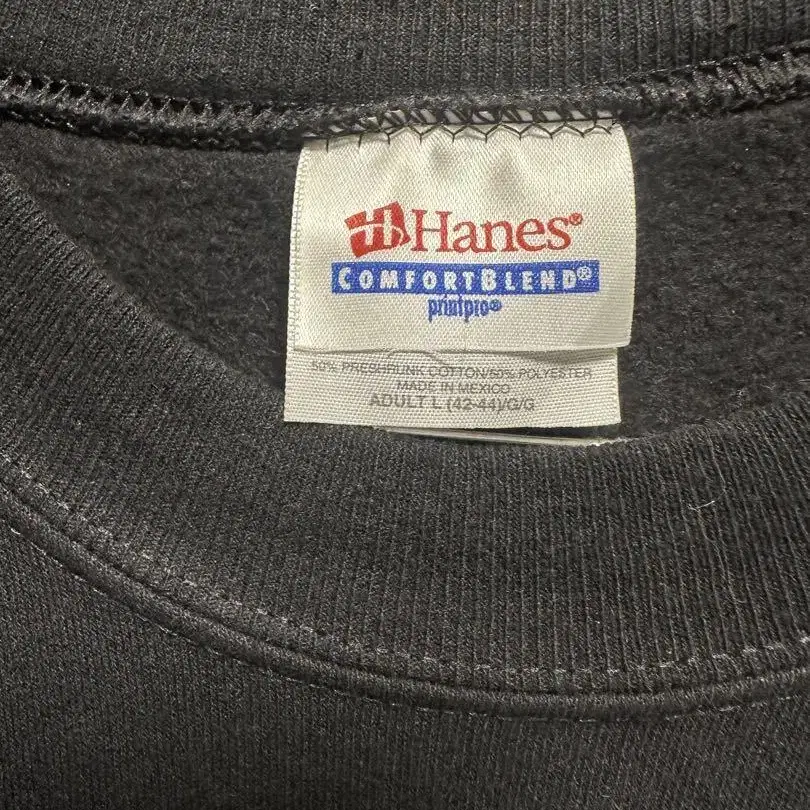 Hanes®
COMFORTBLEND®
printpro®
50% PRESHRUNK COTTON/50% POLYESTER
MADE IN MEXICO
ADULT L (42-44)/G/G